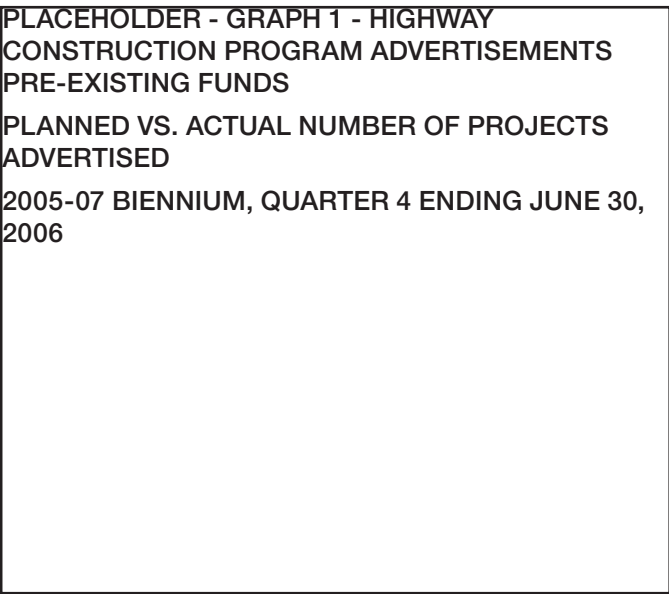 PLACEHOLDER - GRAPH 1 - HIGHWAY
CONSTRUCTION PROGRAM ADVERTISEMENTS
PRE-EXISTING FUNDS
PLANNED VS. ACTUAL NUMBER OF PROJECTS
ADVERTISED
2005-07 BIENNIUM, QUARTER 4 ENDING JUNE 30,
2006